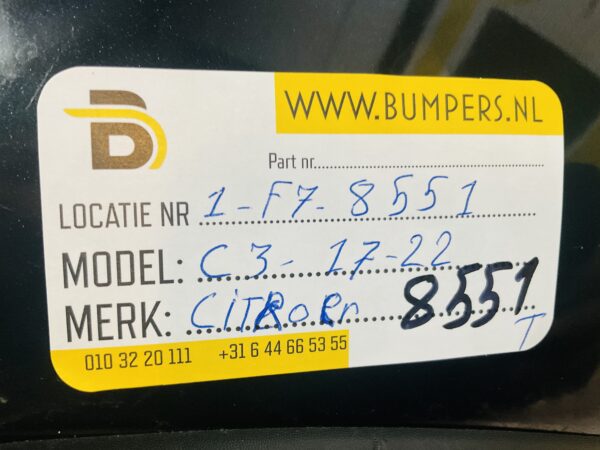 B
WWW.BUMPERS.NL
Part nr.
LOCATIE NR 1-F7-8551
MODEL: C3-17-22
MERK: CiTROEn 8551
T
010 32 20 111 +31 6 44 66 53 55